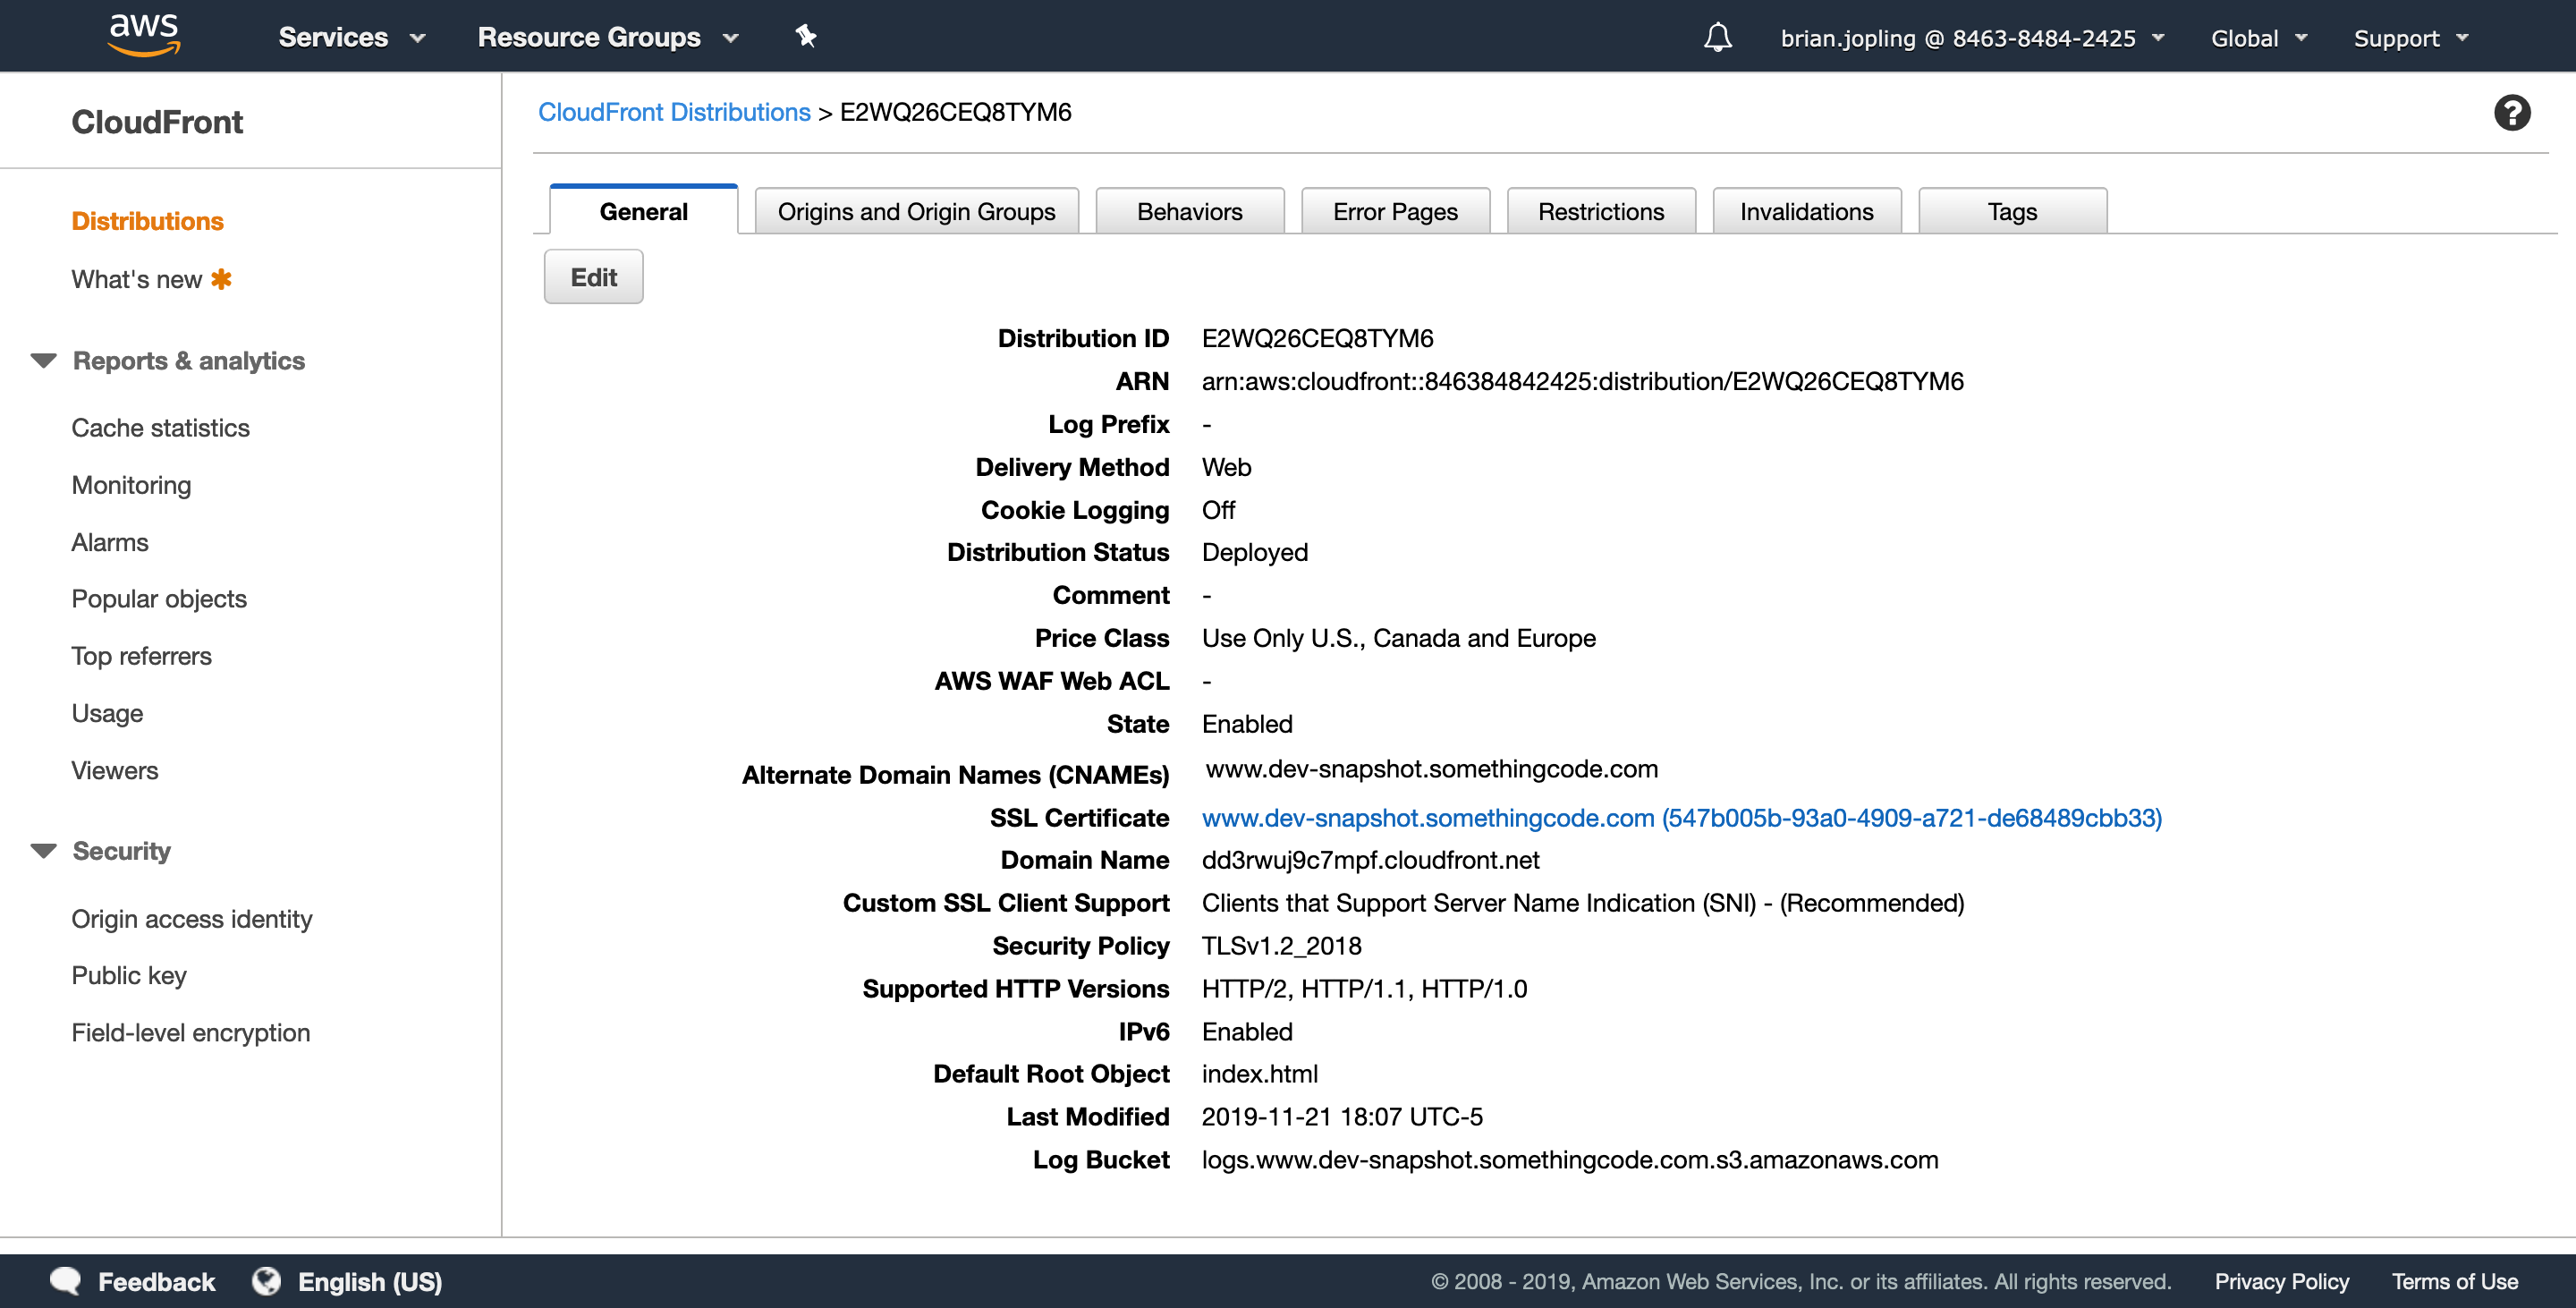 aws Services Resource Groups brian.jopling @ 8463-8484-2425 Global Support
CloudFront
Distributions
What's new
Reports & analytics
Cache statistics
Monitoring
Alarms
Popular objects
Top referrers
Usage
Viewers
Security
Origin access identity
Public key
Field-level encryption
CloudFront Distributions > E2WQ26CEQ8TYM6
General Origins and Origin Groups Behaviors Error Pages Restrictions Invalidations Tags
Edit
Distribution ID E2WQ26CEQ8TYM6
ARN arn:aws:cloudfront::846384842425:distribution/E2WQ26CEQ8TYM6
Log Prefix -
Delivery Method Web
Cookie Logging Off
Distribution Status Deployed
Comment -
Price Class Use Only U.S., Canada and Europe
AWS WAF Web ACL -
State Enabled
Alternate Domain Names (CNAMEs) www.dev-snapshot.somethingcode.com
SSL Certificate www.dev-snapshot.somethingcode.com (547b005b-93a0-4909-a721-de68489cbb33)
Domain Name dd3rwuj9c7mpf.cloudfront.net
Custom SSL Client Support Clients that Support Server Name Indication (SNI) - (Recommended)
Security Policy TLSv1.2_2018
Supported HTTP Versions HTTP/2, HTTP/1.1, HTTP/1.0
IPv6 Enabled
Default Root Object index.html
Last Modified 2019-11-21 18:07 UTC-5
Log Bucket logs.www.dev-snapshot.somethingcode.com.s3.amazonaws.com
Feedback English (US) © 2008 - 2019, Amazon Web Services, Inc. or its affiliates. All rights reserved. Privacy Policy Terms of Use